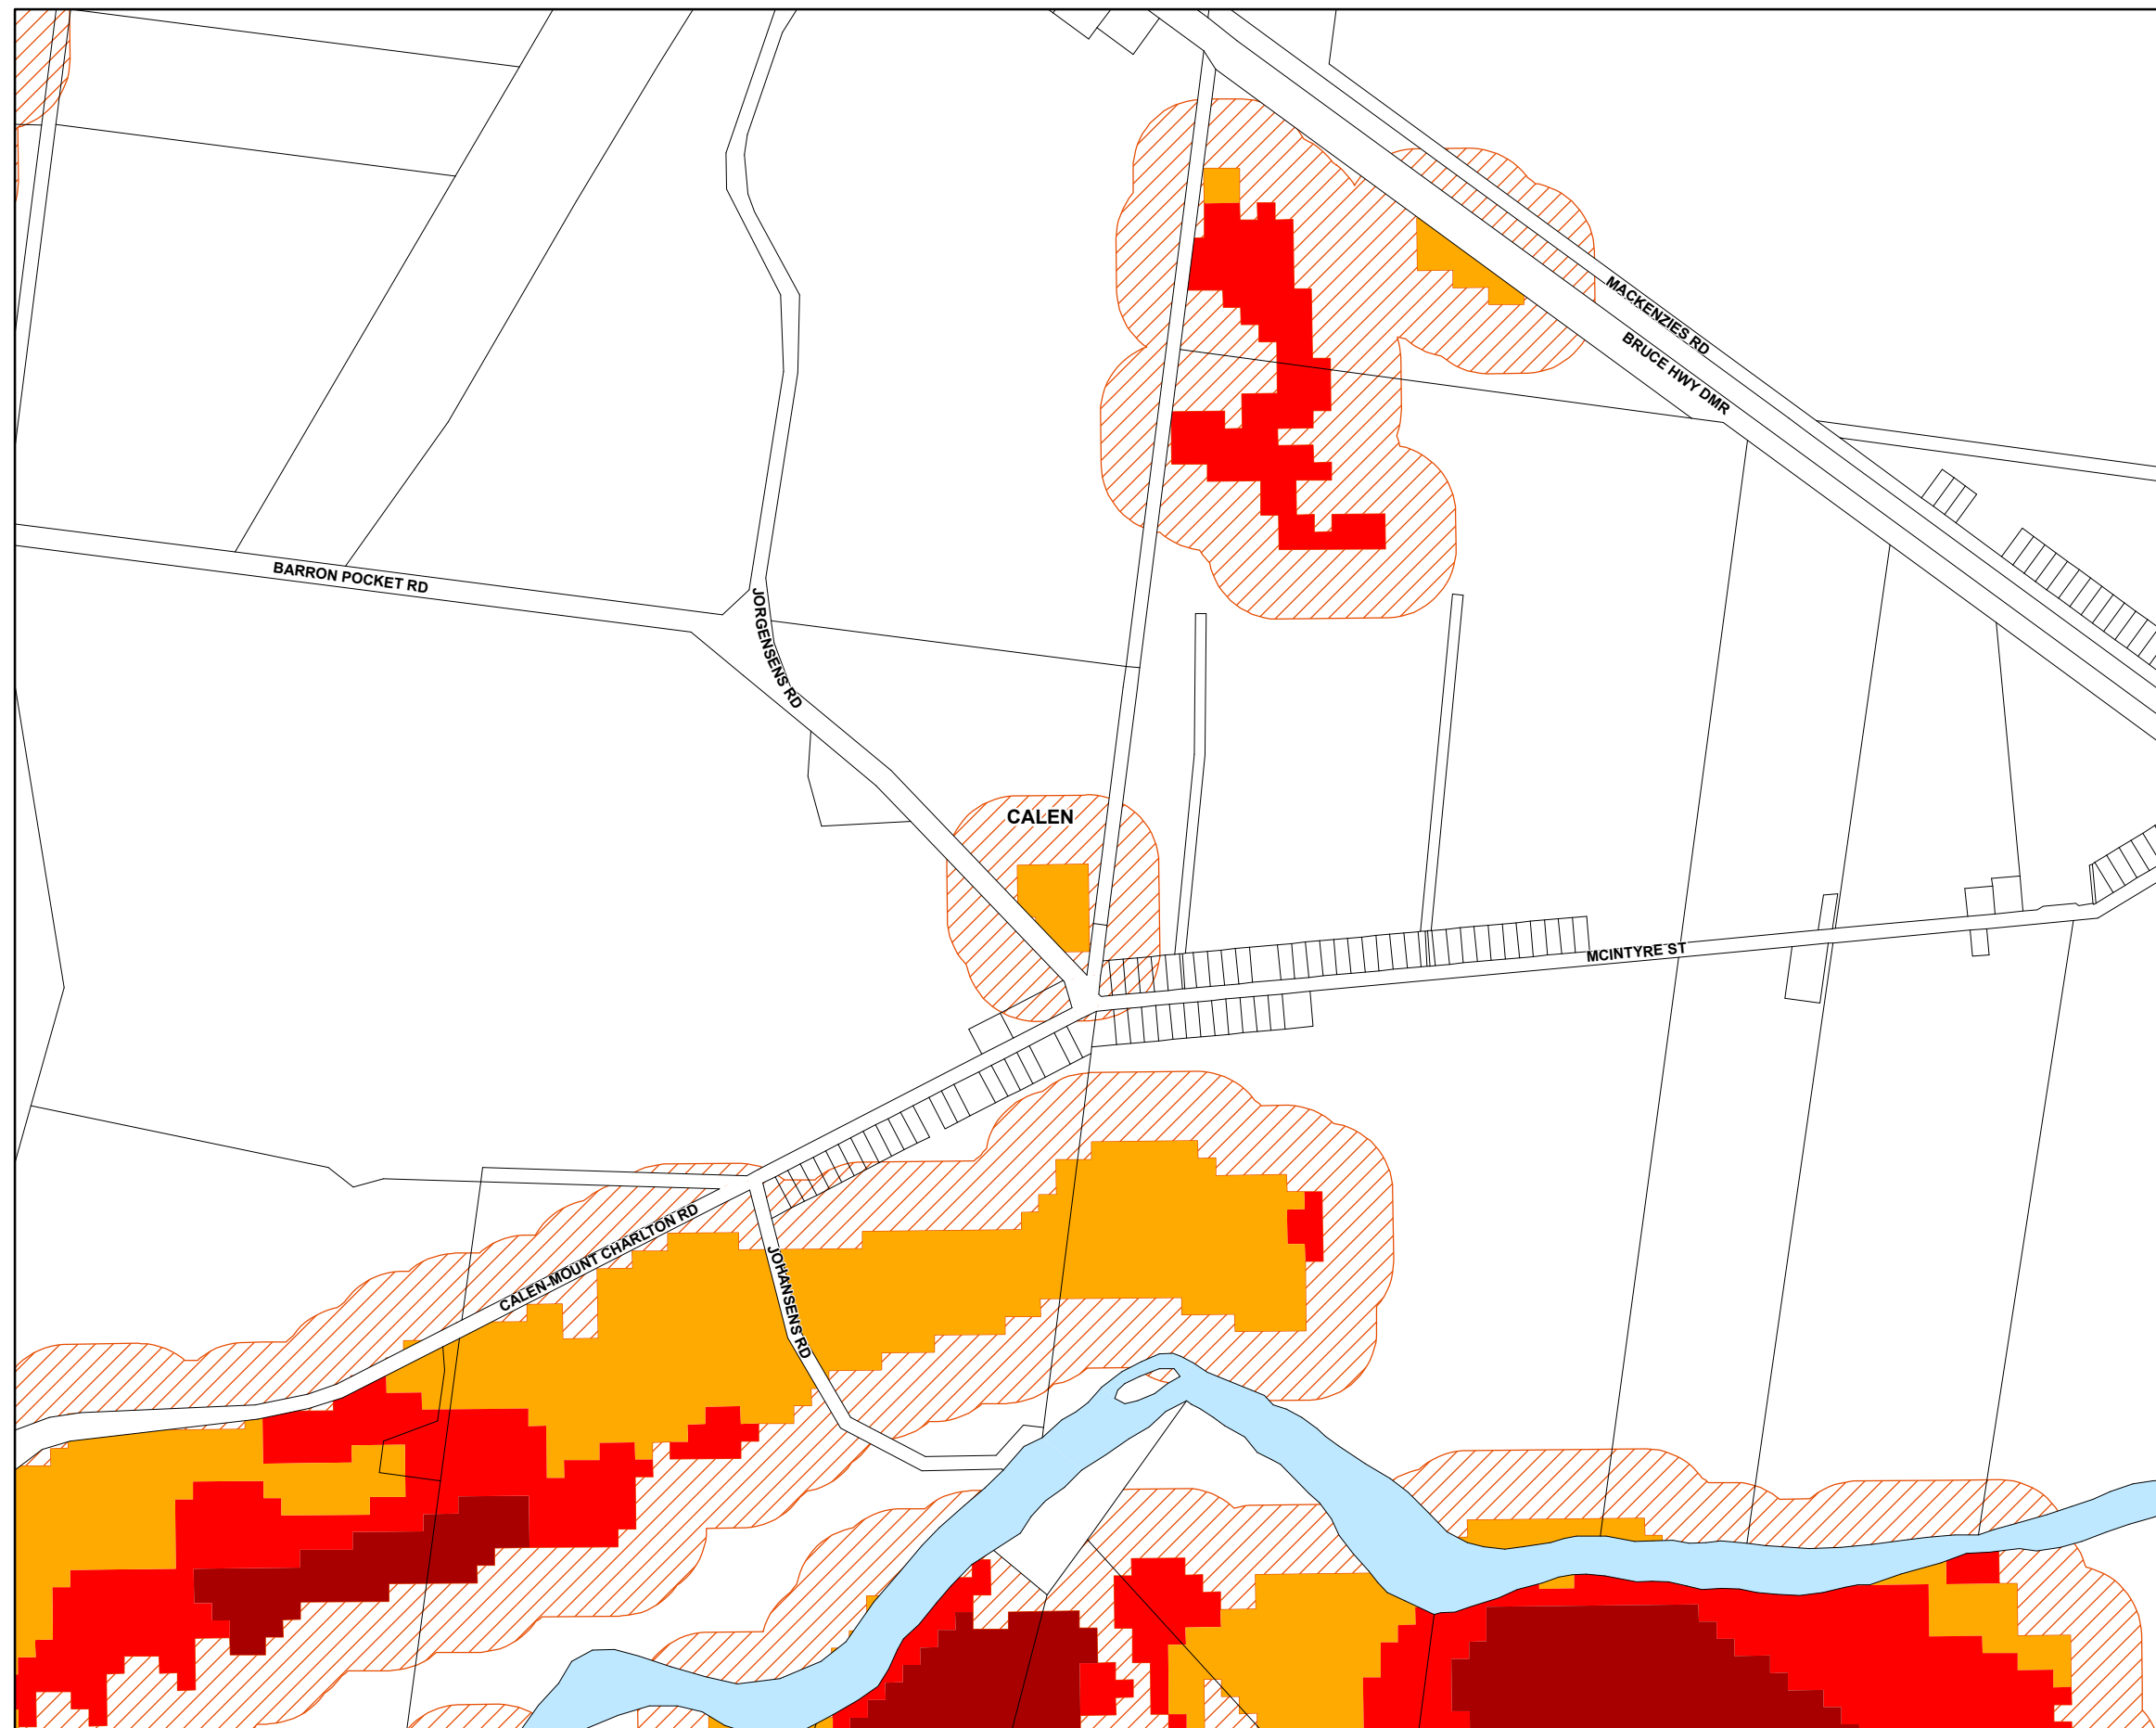 MACKENZIES RD
BRUCE HWY DMR
BARRON POCKET RD
JORGENSENS RD
CALEN
MCINTYRE ST
CALEN-MOUNT CHARLTON RD
JOHANSENS RD